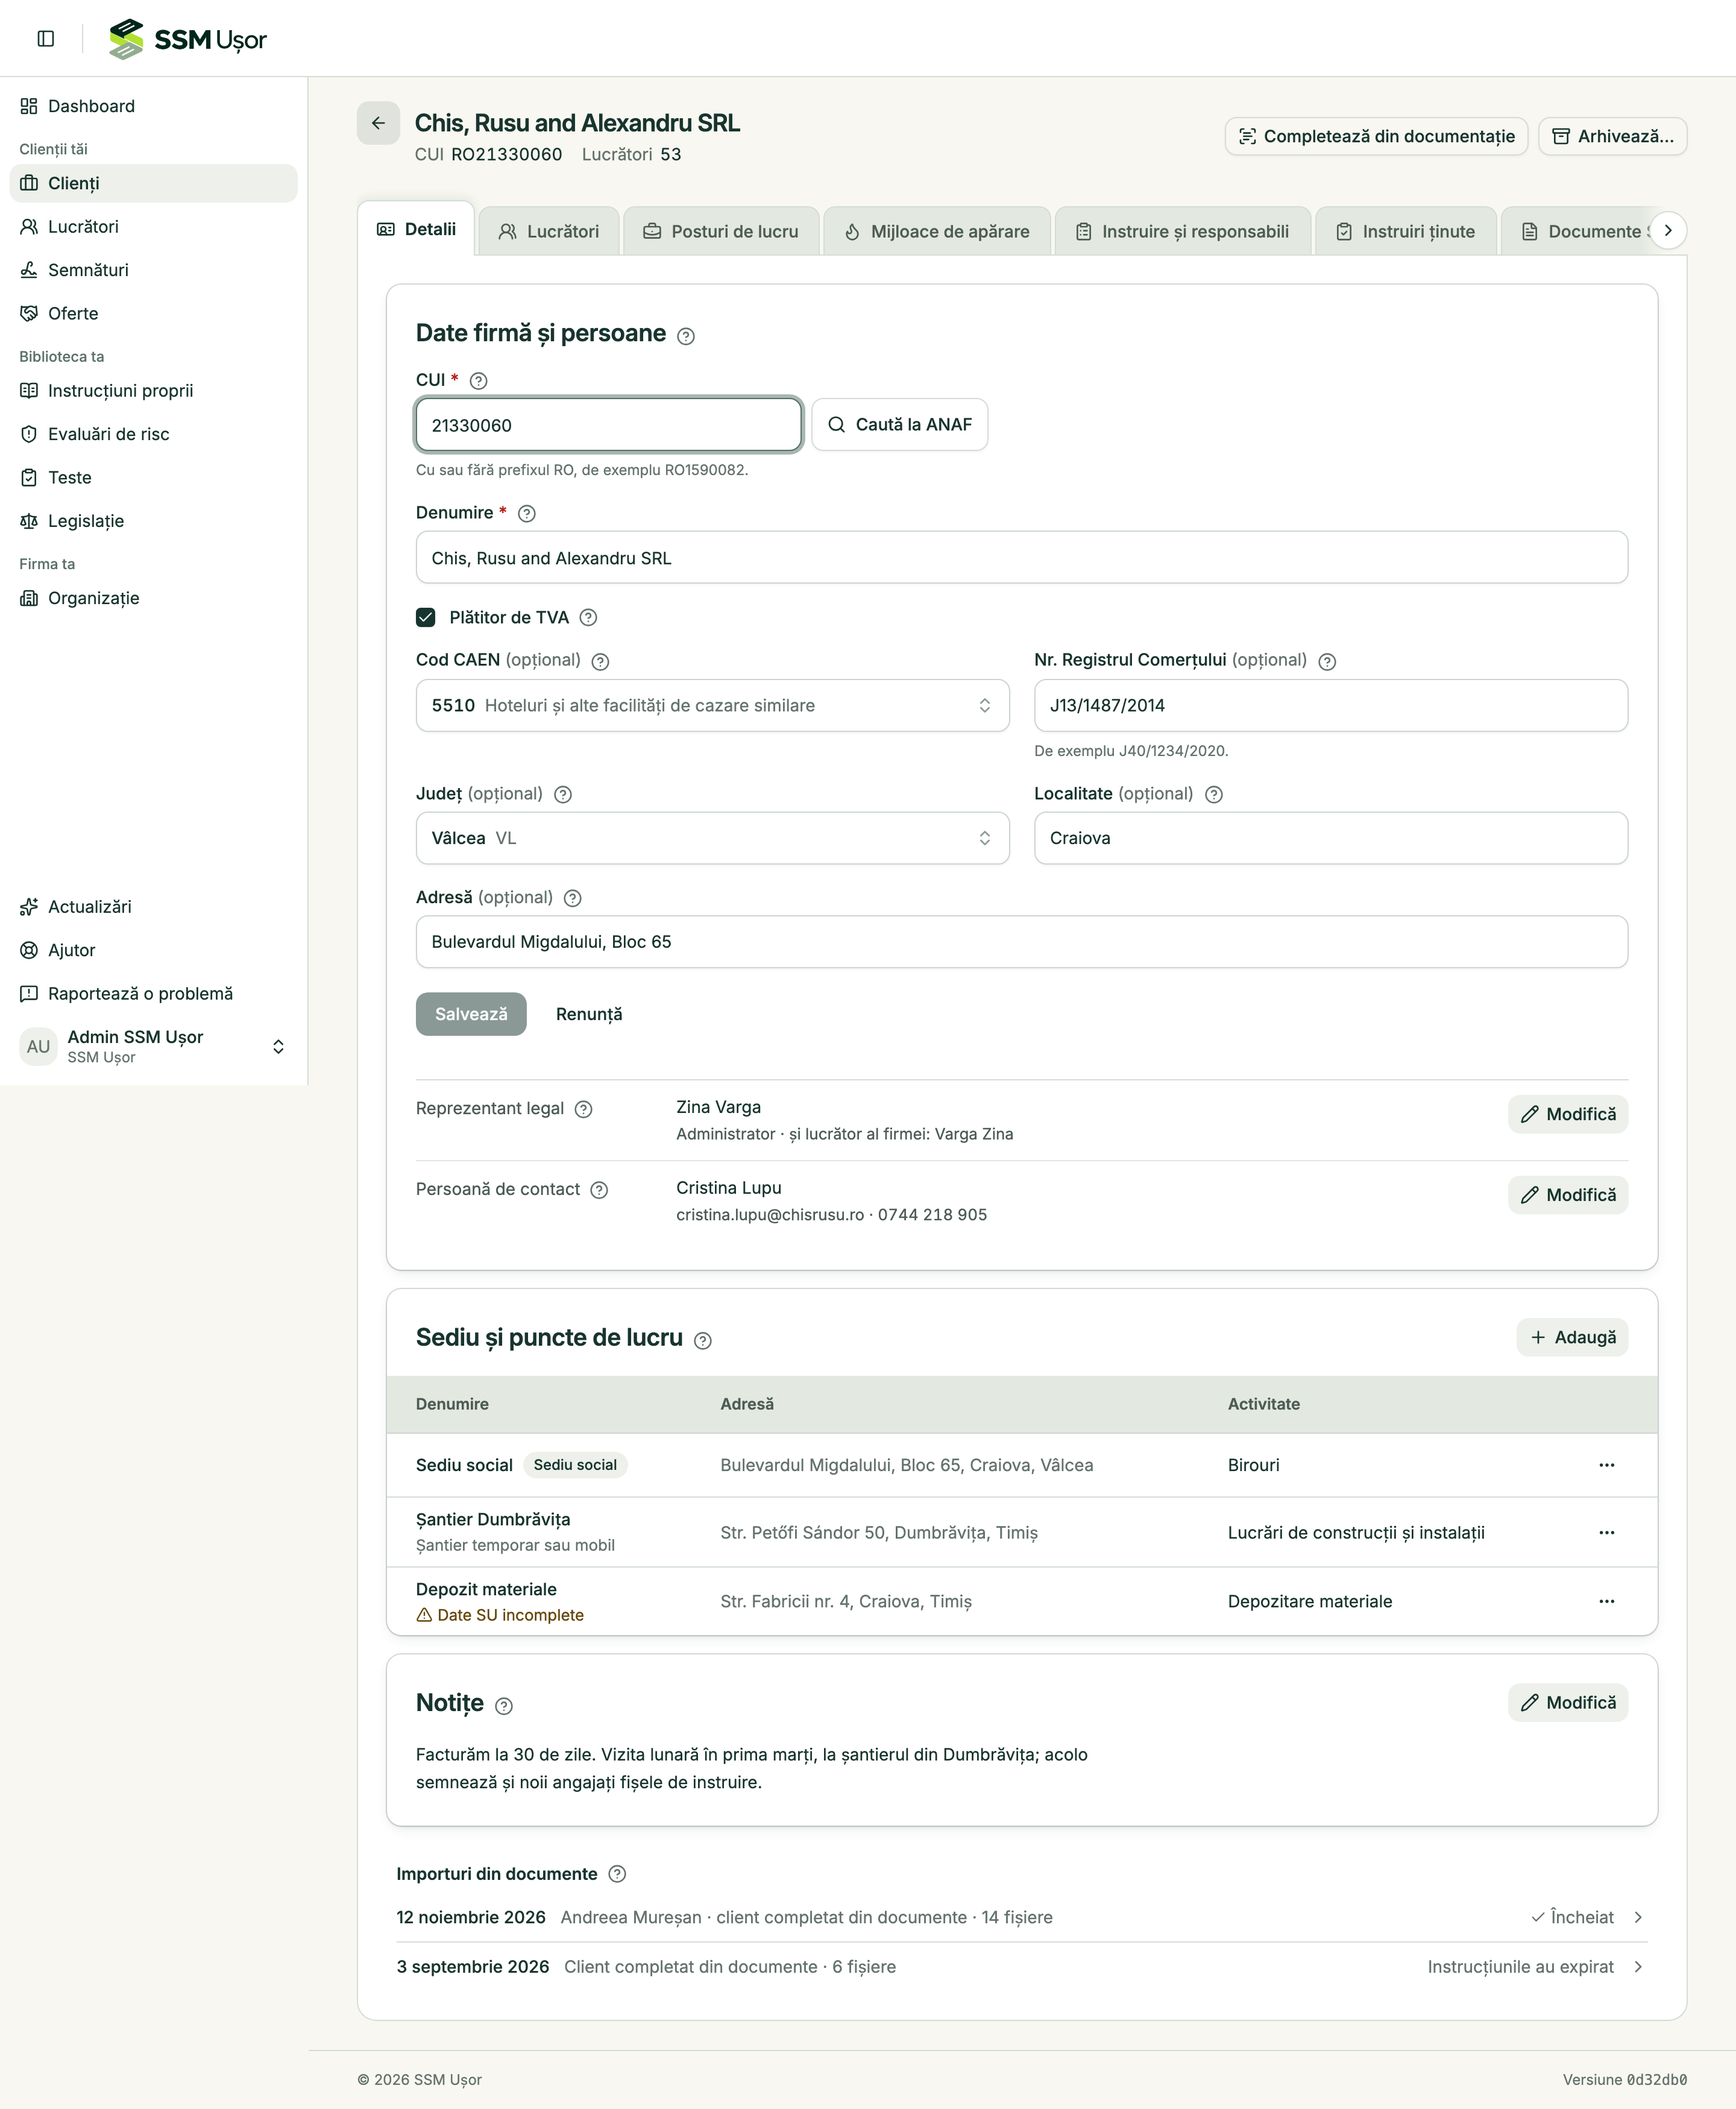 SSM Ușor
Dashboard
Clienții tăi
Clienți
Lucrători
Semnături
Oferte
Biblioteca ta
Instrucțiuni proprii
Evaluări de risc
Teste
Legislație
Firma ta
Organizație
Actualizări
Ajutor
Raportează o problemă
AU
Admin SSM Ușor
SSM Ușor
Chis, Rusu and Alexandru SRL
CUI RO21330060 Lucrători 53
Completează din documentație
Arhivează...
Detalii
Lucrători
Posturi de lucru
Mijloace de apărare
Instruire și responsabili
Instruiri ținute
Documente
Date firmă și persoane
CUI *
21330060
Caută la ANAF
Cu sau fără prefixul RO, de exemplu RO1590082.
Denumire *
Chis, Rusu and Alexandru SRL
Plătitor de TVA
Cod CAEN (opțional)
5510 Hoteluri și alte facilități de cazare similare
Nr. Registrul Comerțului (opțional)
J13/1487/2014
De exemplu J40/1234/2020.
Județ (opțional)
Vâlcea VL
Localitate (opțional)
Craiova
Adresă (opțional)
Bulevardul Migdalului, Bloc 65
Salvează
Renunță
Reprezentant legal
Zina Varga
Administrator · și lucrător al firmei: Varga Zina
Modifică
Persoană de contact
Cristina Lupu
cristina.lupu@chisrusu.ro · 0744 218 905
Modifică
Sediu și puncte de lucru
Adaugă
Denumire Adresă Activitate
Sediu social Sediu social Bulevardul Migdalului, Bloc 65, Craiova, Vâlcea Birouri
Șantier Dumbrăvița
Șantier temporar sau mobil
Str. Petőfi Sándor 50, Dumbrăvița, Timiș
Lucrări de construcții și instalații
Depozit materiale
Date SU incomplete
Str. Fabricii nr. 4, Craiova, Timiș
Depozitare materiale
Notițe
Modifică
Facturăm la 30 de zile. Vizita lunară în prima marți, la șantierul din Dumbrăvița; acolo
semnează și noii angajați fișele de instruire.
Importuri din documente
12 noiembrie 2026 Andreea Mureșan · client completat din documente · 14 fișiere Încheiat
3 septembrie 2026 Client completat din documente · 6 fișiere Instrucțiunile au expirat
© 2026 SSM Ușor
Versiune 0d32db0